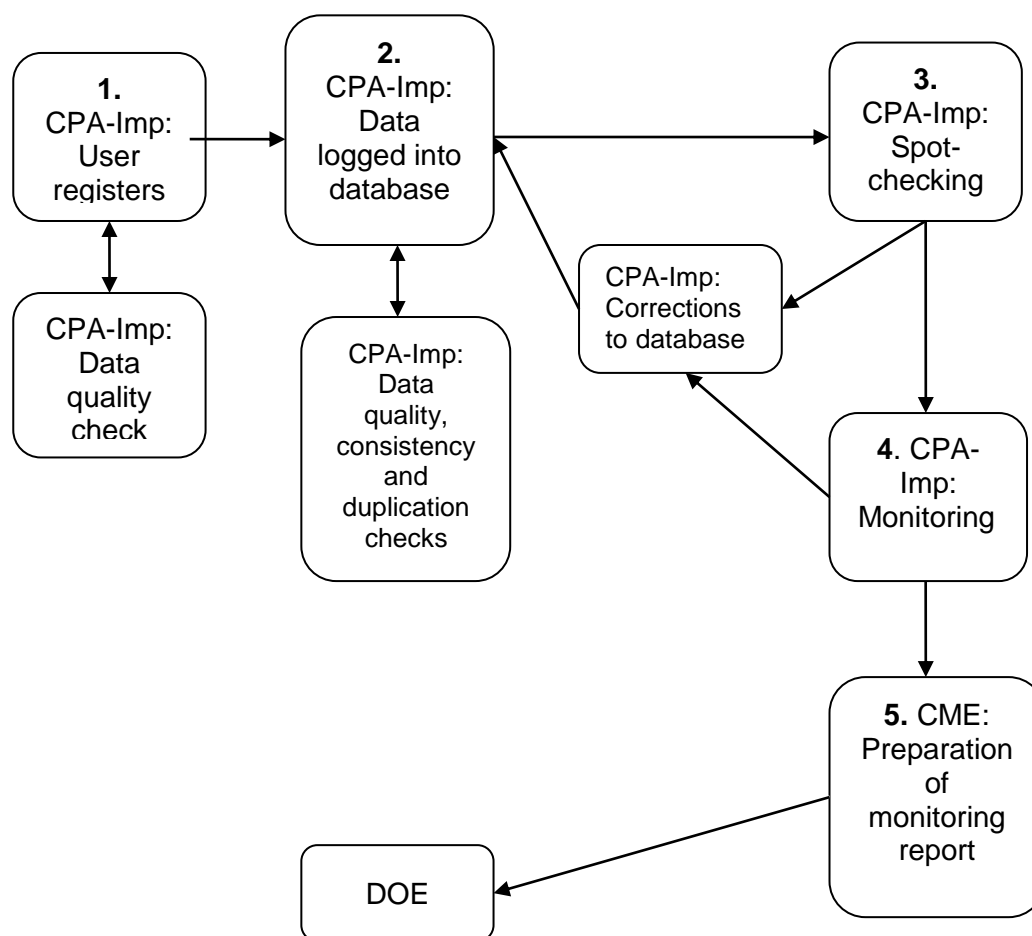 1.
CPA-Imp:
User
registers
2.
CPA-Imp:
Data
logged into
database
3.
CPA-Imp:
Spot-
checking
CPA-Imp:
Corrections
to database
CPA-Imp:
Data
quality
check
CPA-Imp:
Data
quality,
consistency
and
duplication
checks
4. CPA-
Imp:
Monitoring
5. CME:
Preparation
of
monitoring
report
DOE